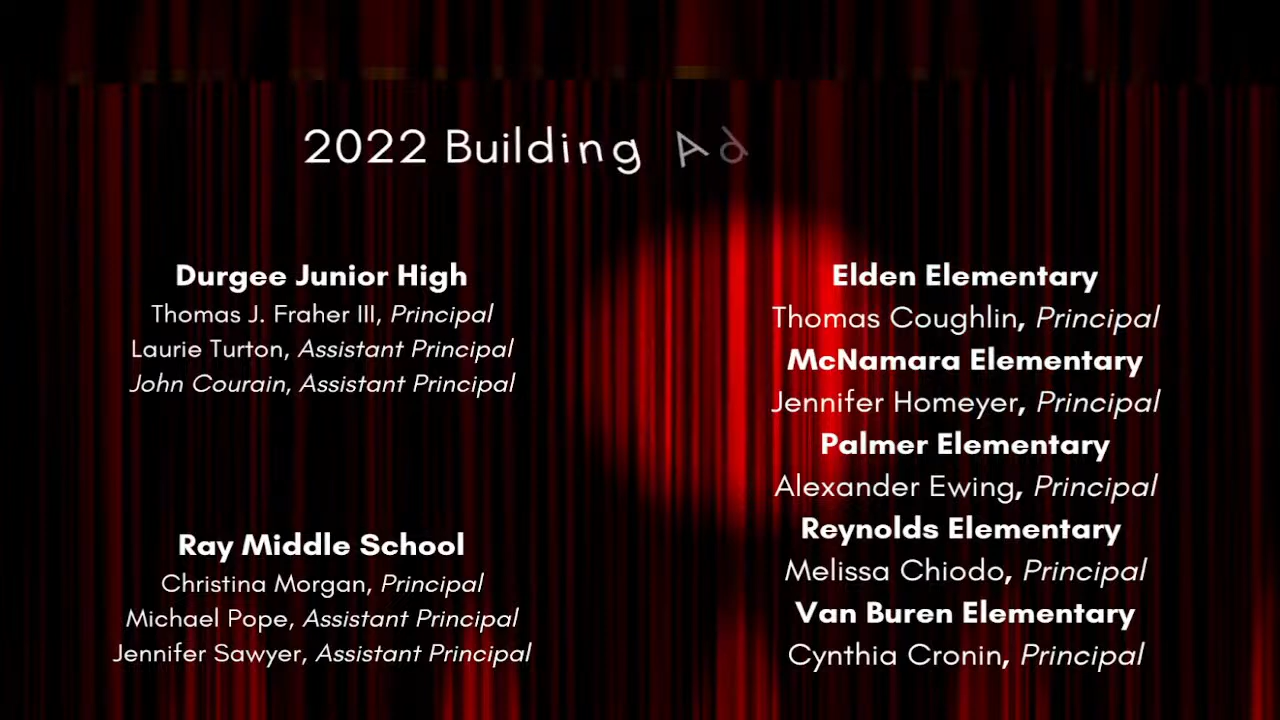 2022 Building Ad
Durgee Junior High
Thomas J. Fraher III, Principal
Laurie Turton, Assistant Principal
John Courain, Assistant Principal
Ray Middle School
Christina Morgan, Principal
Michael Pope, Assistant Principal
Jennifer Sawyer, Assistant Principal
Elden Elementary
Thomas Coughlin, Principal
McNamara Elementary
Jennifer Homeyer, Principal
Palmer Elementary
Alexander Ewing, Principal
Reynolds Elementary
Melissa Chiodo, Principal
Van Buren Elementary
Cynthia Cronin, Principal